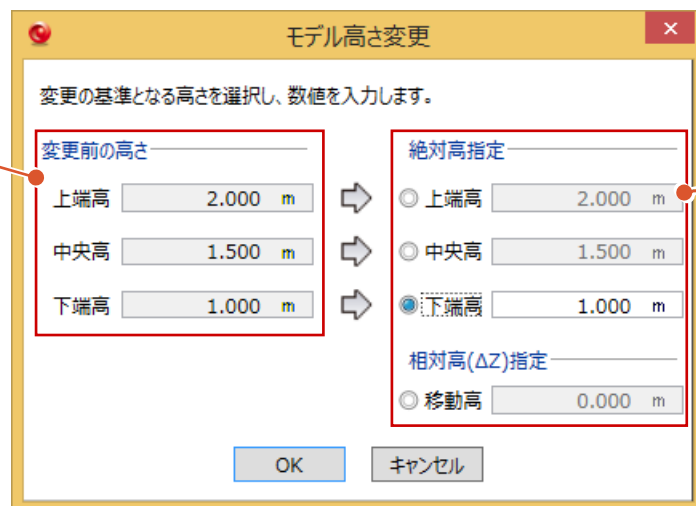 モデル高さ変更
変更の基準となる高さを選択し、数値を入力します。
変更前の高さ
絶対高指定
上端高 2.000 m 上端高 2.000 m
中央高 1.500 m 中央高 1.500 m
下端高 1.000 m 下端高 1.000 m
相対高(ΔZ)指定
移動高 0.000 m
OK キャンセル